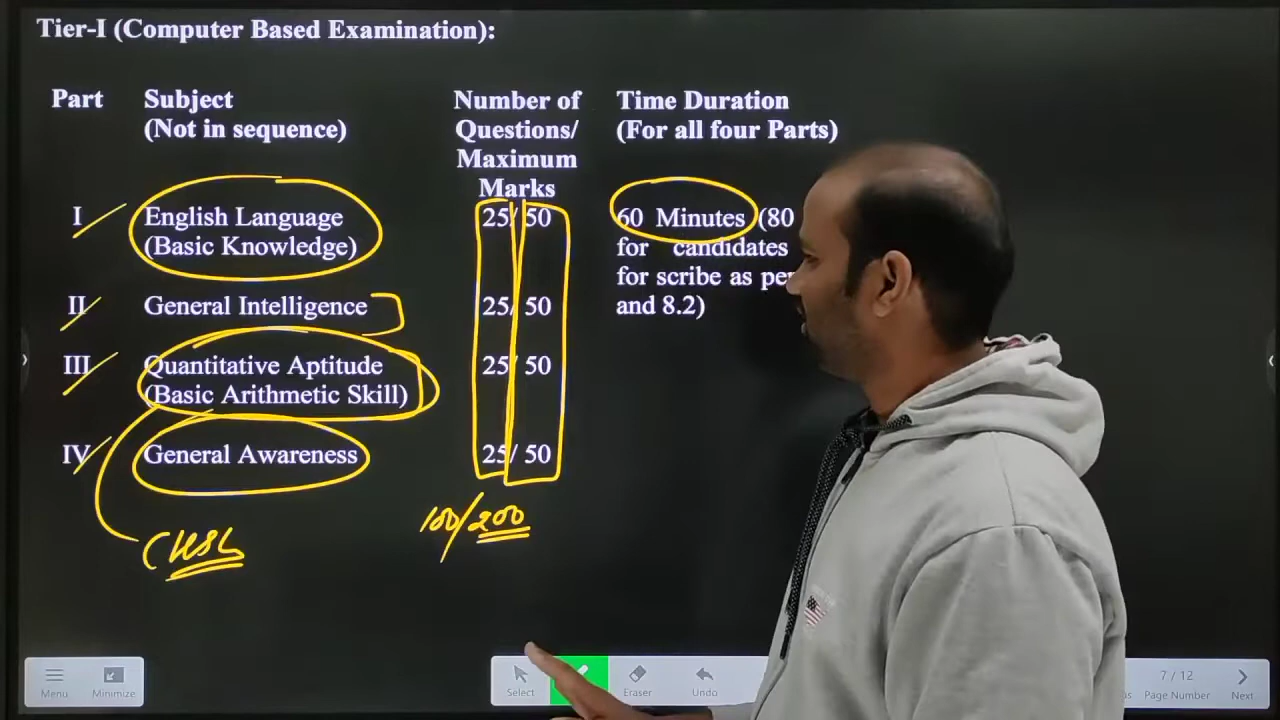 Tier-I (Computer Based Examination):
Part Subject (Not in sequence) Number of Questions/ Maximum Marks Time Duration (For all four Parts)
I English Language (Basic Knowledge) 25/ 50 60 Minutes (80
for candidates
for scribe as per
and 8.2)
II General Intelligence 25/ 50
III Quantitative Aptitude (Basic Arithmetic Skill) 25/ 50
IV General Awareness 25/ 50
100/200
CHSL
Menu Minimize Select Eraser Undo 7 / 12 Page Number Next